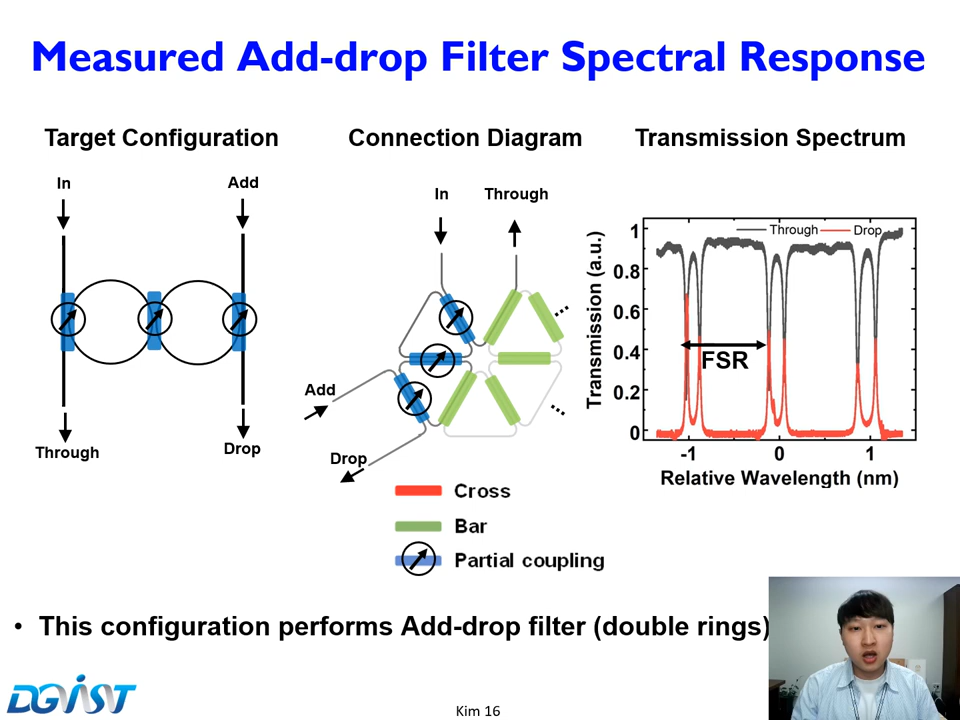 Measured Add-drop Filter Spectral Response
Target Configuration
Connection Diagram
Transmission Spectrum
In
Add
Through
Drop
In
Through
Add
Drop
Cross
Bar
Partial coupling
Through
Drop
Transmission (a.u.)
1
0.8
0.6
0.4
0.2
0
FSR
-1
0
1
Relative Wavelength (nm)
• This configuration performs Add-drop filter (double rings)
DGIST
Kim 16